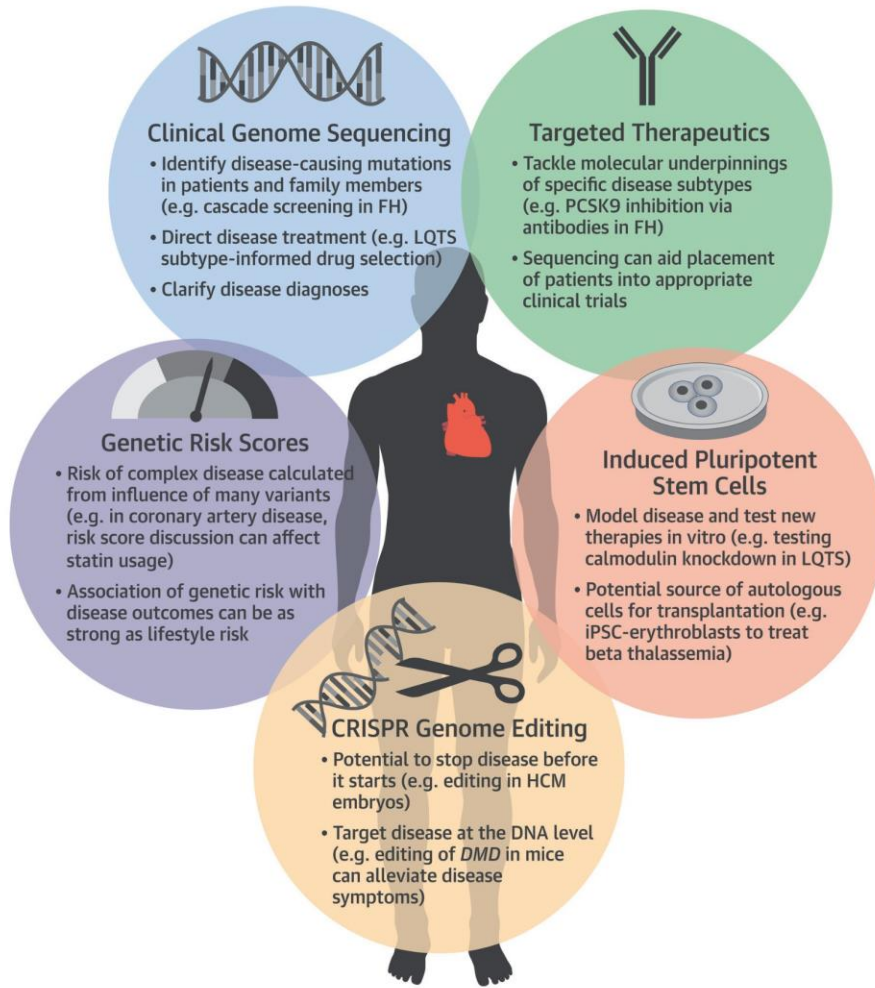 Clinical Genome Sequencing
• Identify disease-causing mutations
in patients and family members
(e.g. cascade screening in FH)
• Direct disease treatment (e.g. LQTS
subtype-informed drug selection)
• Clarify disease diagnoses
Targeted Therapeutics
• Tackle molecular underpinnings
of specific disease subtypes
(e.g. PCSK9 inhibition via
antibodies in FH)
• Sequencing can aid placement
of patients into appropriate
clinical trials
Genetic Risk Scores
• Risk of complex disease calculated
from influence of many variants
(e.g. in coronary artery disease,
risk score discussion can affect
statin usage)
• Association of genetic risk with
disease outcomes can be as
strong as lifestyle risk
Induced Pluripotent
Stem Cells
• Model disease and test new
therapies in vitro (e.g. testing
calmodulin knockdown in LQTS)
• Potential source of autologous
cells for transplantation (e.g.
iPSC-erythroblasts to treat
beta thalassemia)
CRISPR Genome Editing
• Potential to stop disease before
it starts (e.g. editing in HCM
embryos)
• Target disease at the DNA level
(e.g. editing of DMD in mice
can alleviate disease
symptoms)